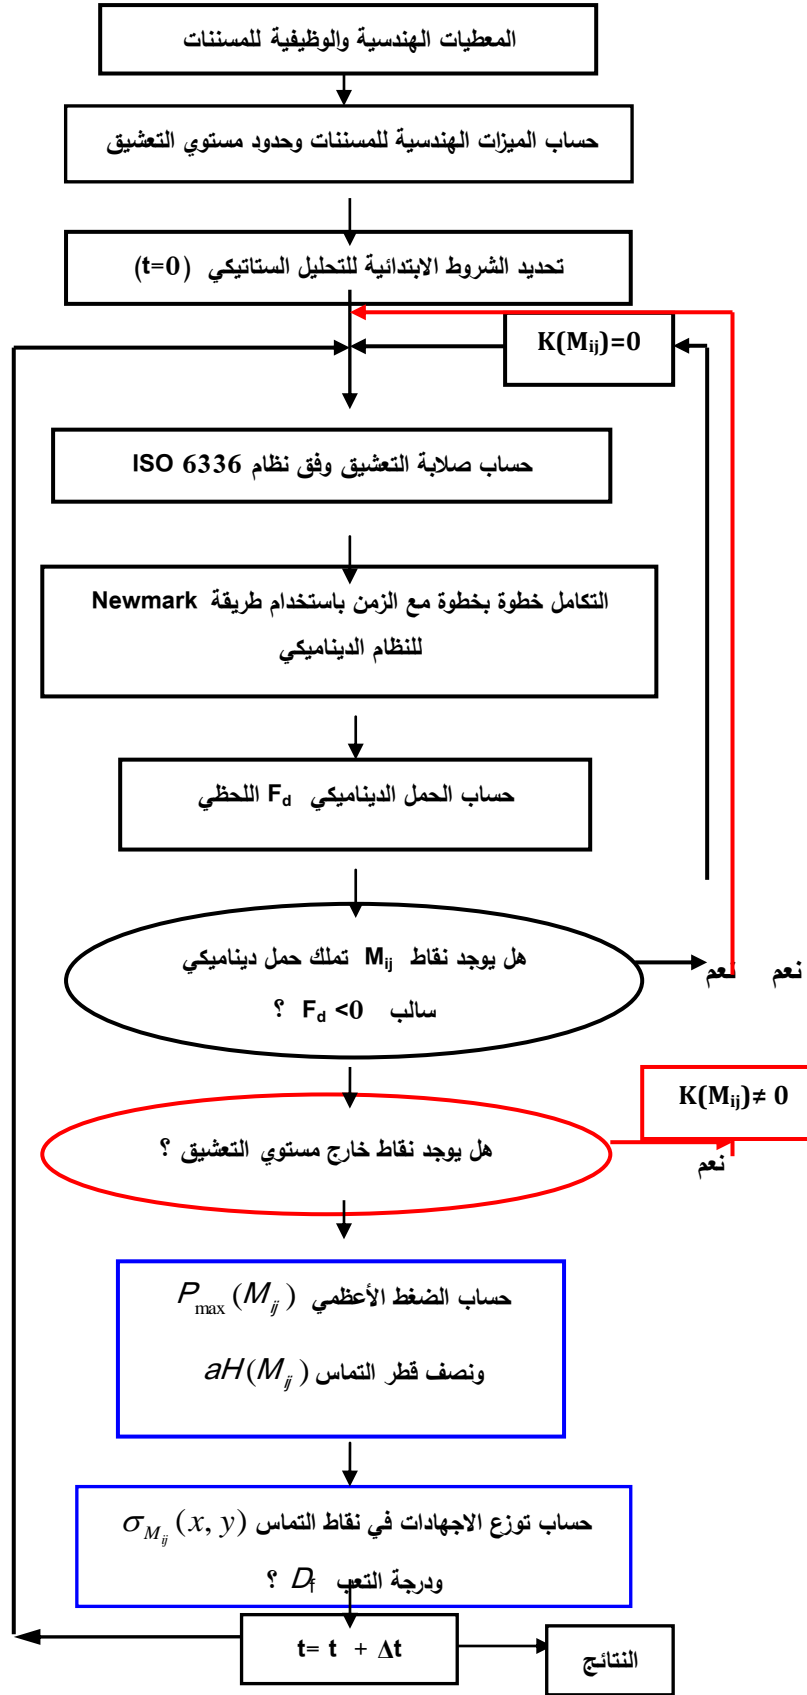 المعطيات الهندسية والوظيفية للمسننات
حساب الميزات الهندسية للمسننات وحدود مستوي التعشيق
تحديد الشروط الابتدائية للتحليل الستاتيكي (t=0)
K(Mij)=0
حساب صلابة التعشيق وفق نظام ISO 6336
التكامل خطوة بخطوة مع الزمن باستخدام طريقة Newmark
للنظام الديناميكي
حساب الحمل الديناميكي Fd اللحظي
هل يوجد نقاط Mij تملك حمل ديناميكي
سالب Fd <0 ؟
نعم نعم
K(Mij)≠ 0
هل يوجد نقاط خارج مستوي التعشيق ؟
نعم
حساب الضغط الأعظمي Pmax(Mij)
ونصف قطر التماس aH(Mij)
حساب توزع الاجهادات في نقاط التماس σMij(x, y)
ودرجة التعب Df ؟
t= t + Δt
النتائج